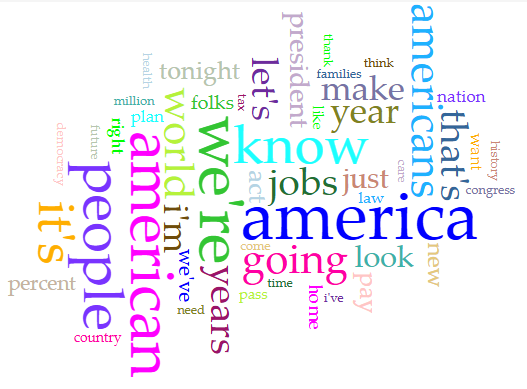 americans
president
thank
let's
health
tonight
families
think
make
nation
million
folks
tax
like
year
that's
plan
world
right
we're
know
want
history
democracy
future
american
people
act
jobs
just
care
congress
law
i'm
it's
america
come
going
look
new
we've
years
percent
pass
time
home
i've
pay
need
country